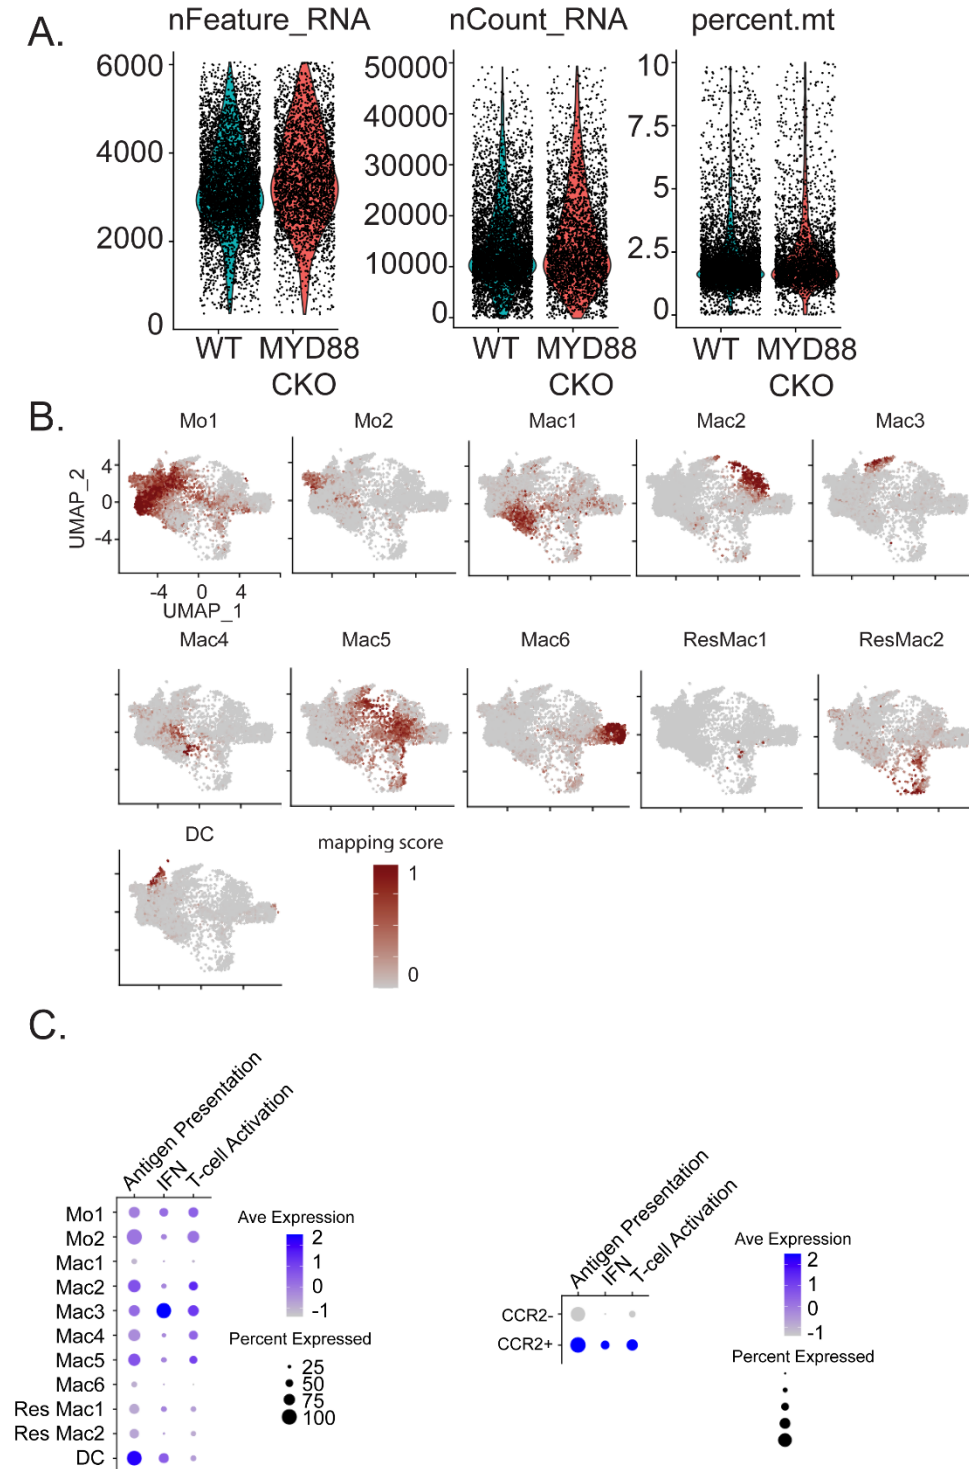 A.
nFeature_RNA nCount_RNA percent.mt
6000
4000
2000
0
50000
40000
30000
20000
10000
0
10
7.5
5
2.5
0
WT MYD88 WT MYD88 WT MYD88
CKO CKO CKO
B.
Mo1 Mo2 Mac1 Mac2 Mac3
UMAP_2
4
0
-4
-4 0 4
UMAP_1
Mac4 Mac5 Mac6 ResMac1 ResMac2
DC
mapping score
1
0
C.
Antigen Presentation
IFN
T-cell Activation
Mo1
Mo2
Mac1
Mac2
Mac3
Mac4
Mac5
Mac6
Res Mac1
Res Mac2
DC
Ave Expression
2
1
0
-1
Percent Expressed
25
50
75
100
Antigen Presentation
IFN
T-cell Activation
CCR2-
CCR2+
Ave Expression
2
1
0
-1
Percent Expressed